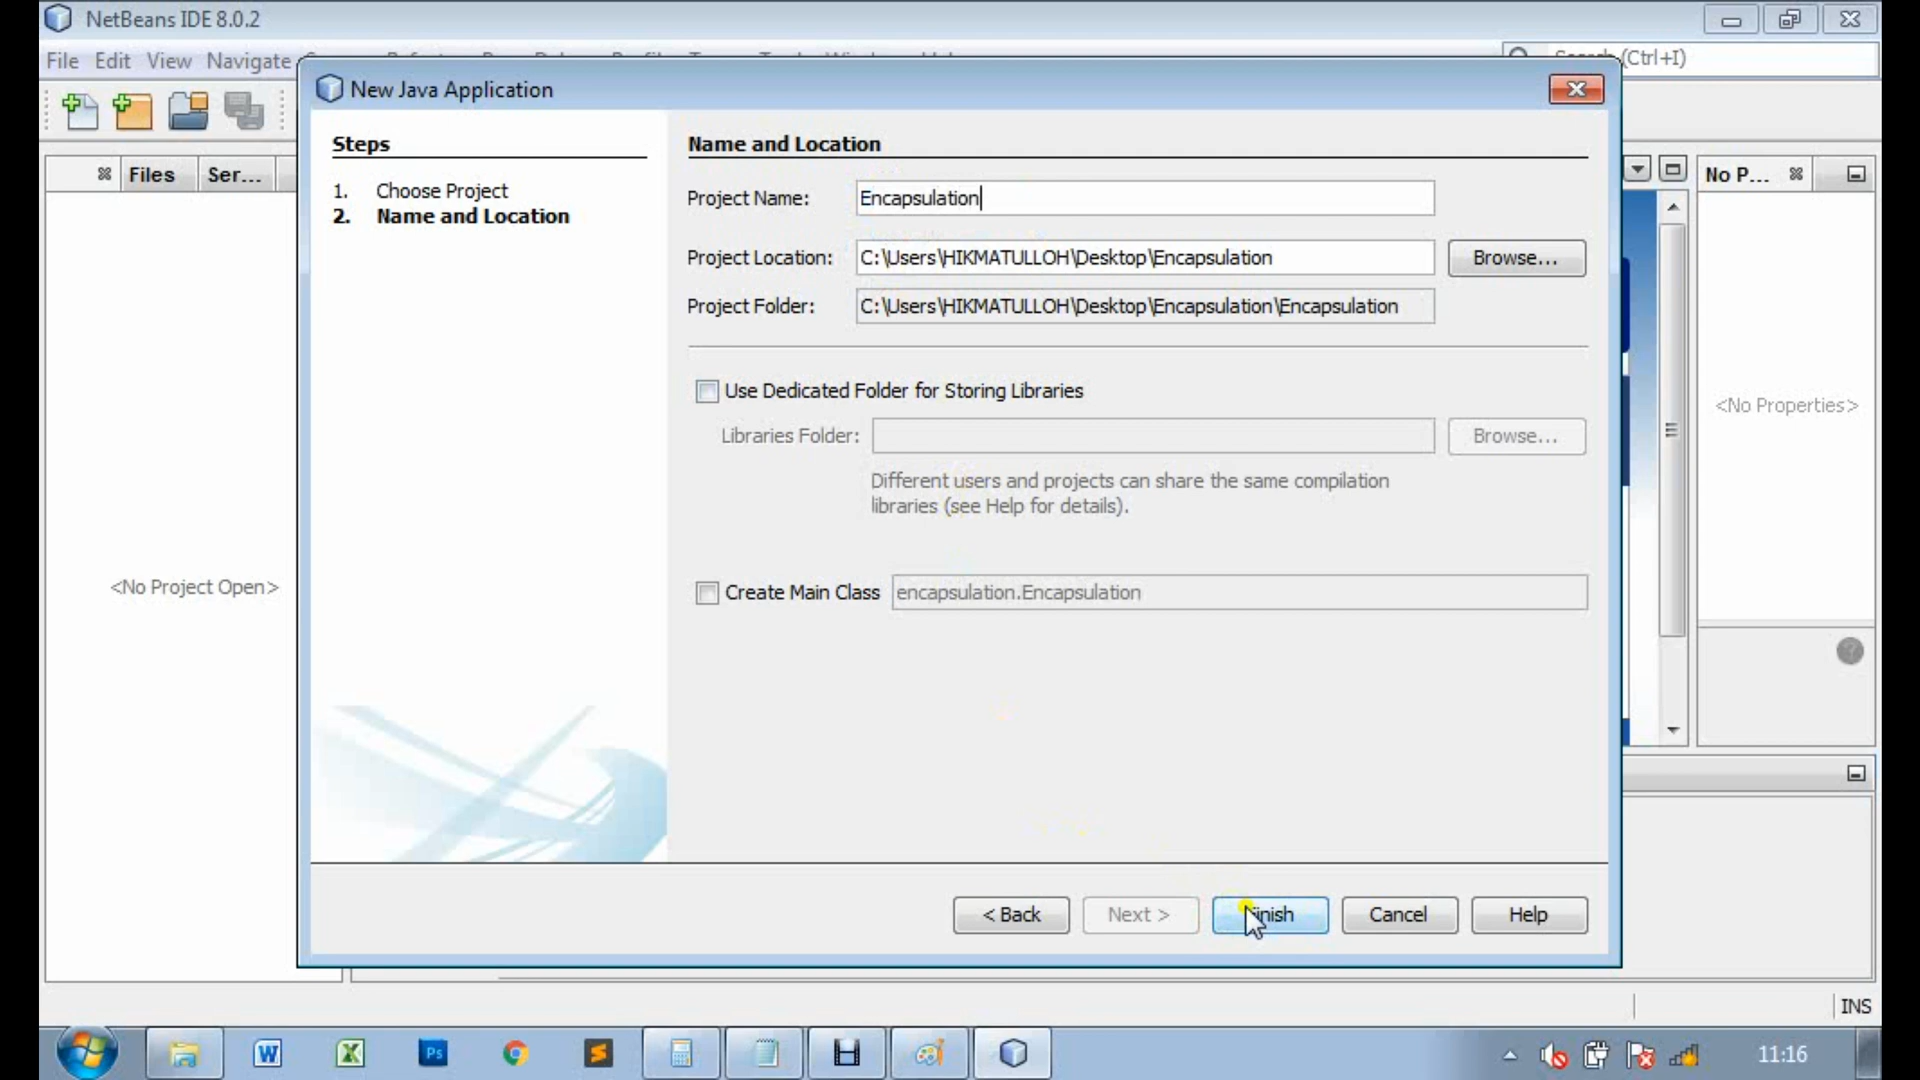 NetBeans IDE 8.0.2
File Edit View Navigate
(Ctrl+I)
New Java Application
Files Ser...
No P...
Steps
1. Choose Project
2. Name and Location
Name and Location
Project Name: Encapsulation
Project Location: C:\Users\HIKMATULLOH\Desktop\Encapsulation Browse...
Project Folder: C:\Users\HIKMATULLOH\Desktop\Encapsulation\Encapsulation
Use Dedicated Folder for Storing Libraries
Libraries Folder: Browse...
Different users and projects can share the same compilation
libraries (see Help for details).
Create Main Class encapsulation.Encapsulation
<No Project Open>
<No Properties>
< Back Next > Finish Cancel Help
INS
Ps
11:16